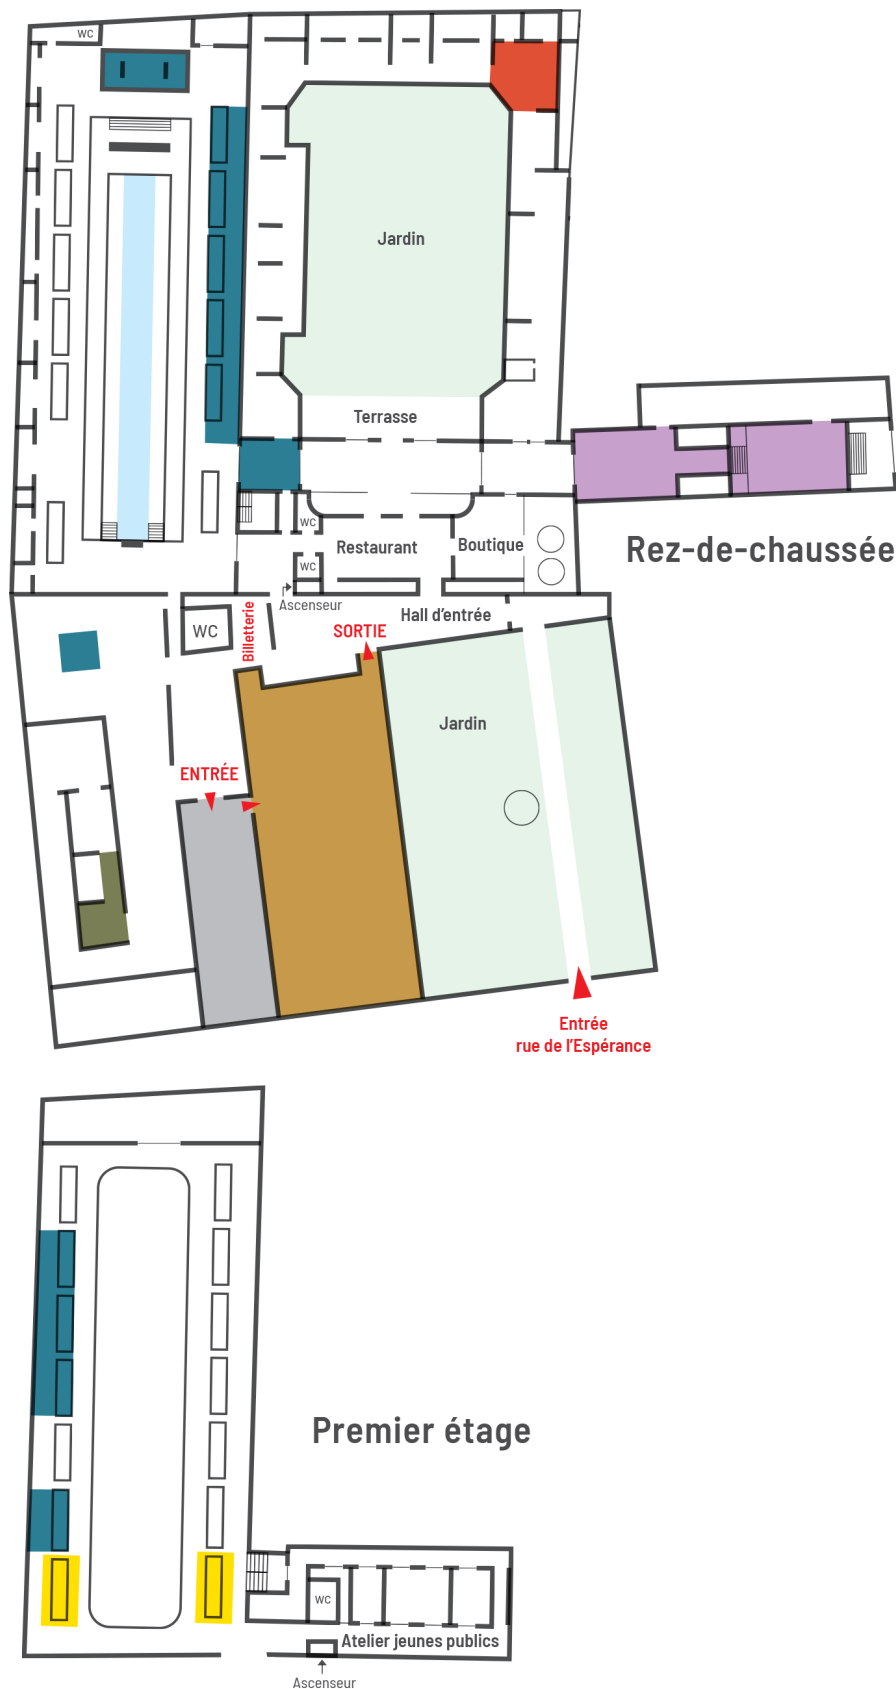 WC
Jardin
Terrasse
WC
Restaurant
Boutique
Rez-de-chaussée
WC
Ascenseur
Hall d'entrée
WC
Billetterie
SORTIE
Jardin
ENTRÉE
Entrée
rue de l'Espérance
Premier étage
WC
Atelier jeunes publics
Ascenseur